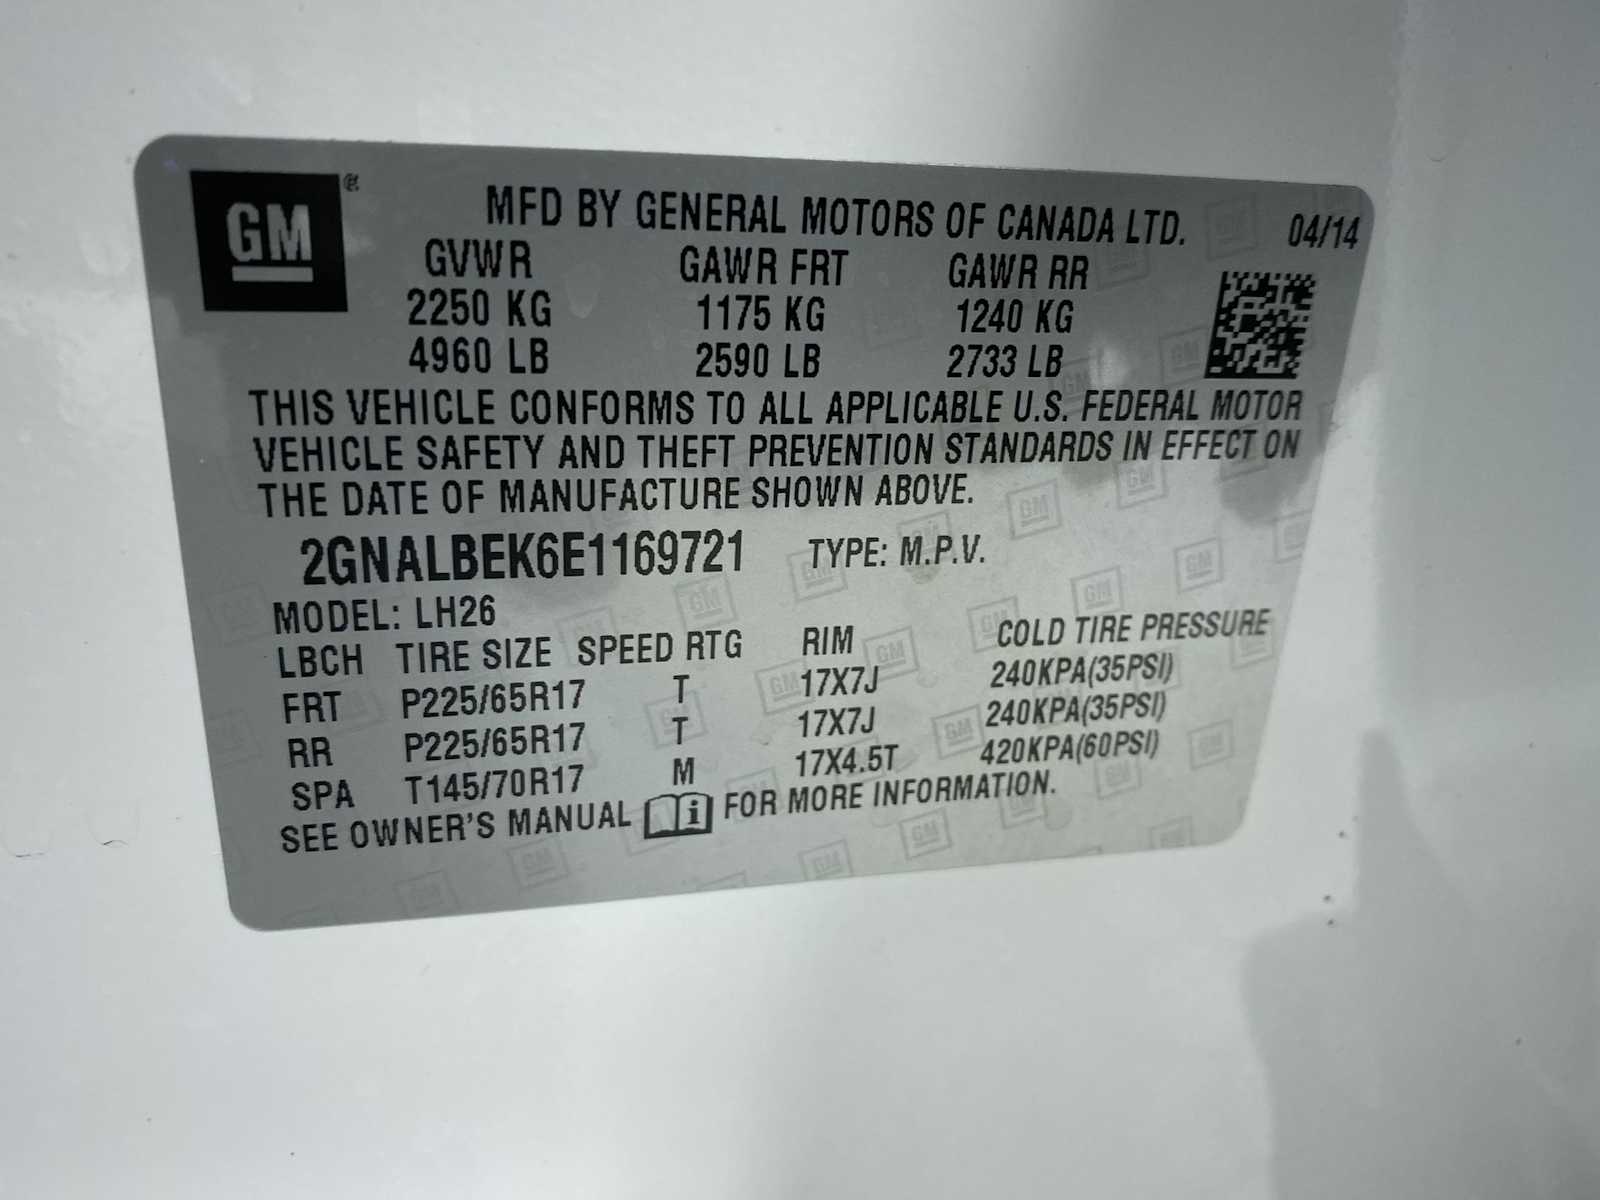 GM®
MFD BY GENERAL MOTORS OF CANADA LTD. 04/14
GVWR GAWR FRT GAWR RR
2250 KG 1175 KG 1240 KG
4960 LB 2590 LB 2733 LB
THIS VEHICLE CONFORMS TO ALL APPLICABLE U.S. FEDERAL MOTOR
VEHICLE SAFETY AND THEFT PREVENTION STANDARDS IN EFFECT ON
THE DATE OF MANUFACTURE SHOWN ABOVE.
2GNALBEK6E1169721 TYPE: M.P.V.
MODEL: LH26
LBCH TIRE SIZE SPEED RTG RIM COLD TIRE PRESSURE
FRT P225/65R17 T 17X7J 240KPA(35PSI)
RR P225/65R17 T 17X7J 240KPA(35PSI)
SPA T145/70R17 M 17X4.5T 420KPA(60PSI)
SEE OWNER'S MANUAL i FOR MORE INFORMATION.